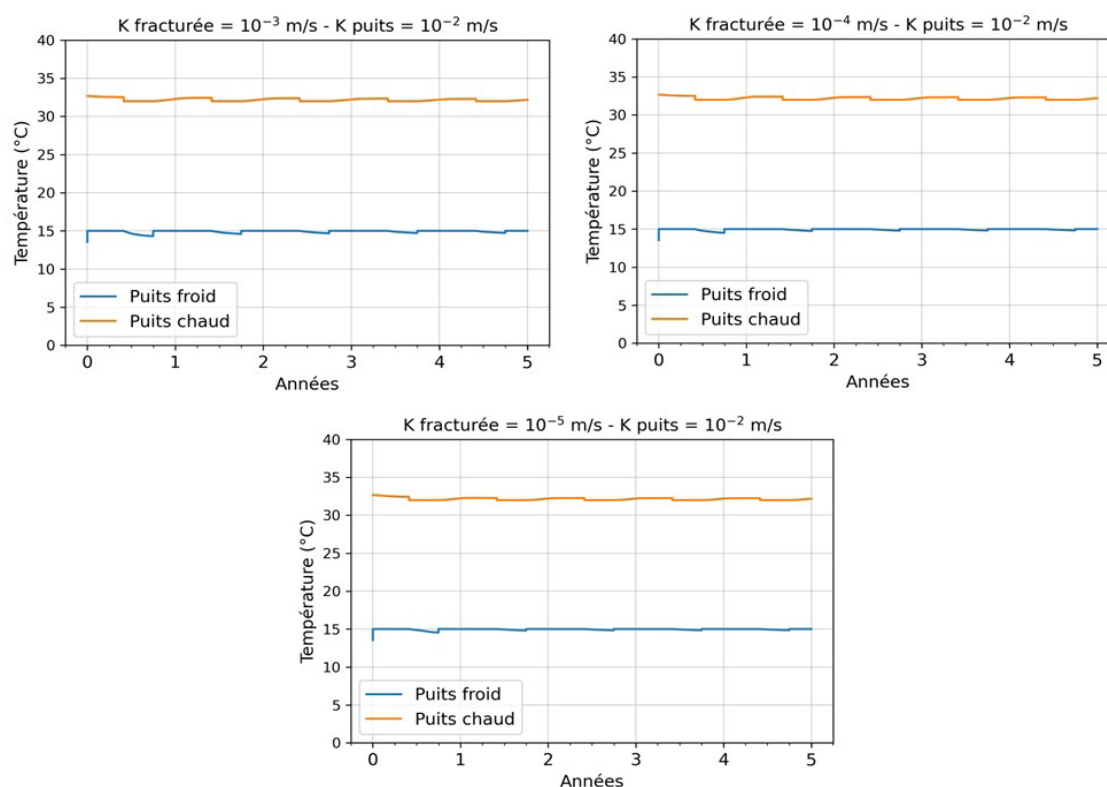 K fracturée = 10⁻³ m/s - K puits = 10⁻² m/s
40
35
30
25
20
15
10
5
0
Température (°C)
Puits froid
Puits chaud
0 1 2 3 4 5
Années
K fracturée = 10⁻⁴ m/s - K puits = 10⁻² m/s
40
35
30
25
20
15
10
5
0
Température (°C)
Puits froid
Puits chaud
0 1 2 3 4 5
Années
K fracturée = 10⁻⁵ m/s - K puits = 10⁻² m/s
40
35
30
25
20
15
10
5
0
Température (°C)
Puits froid
Puits chaud
0 1 2 3 4 5
Années